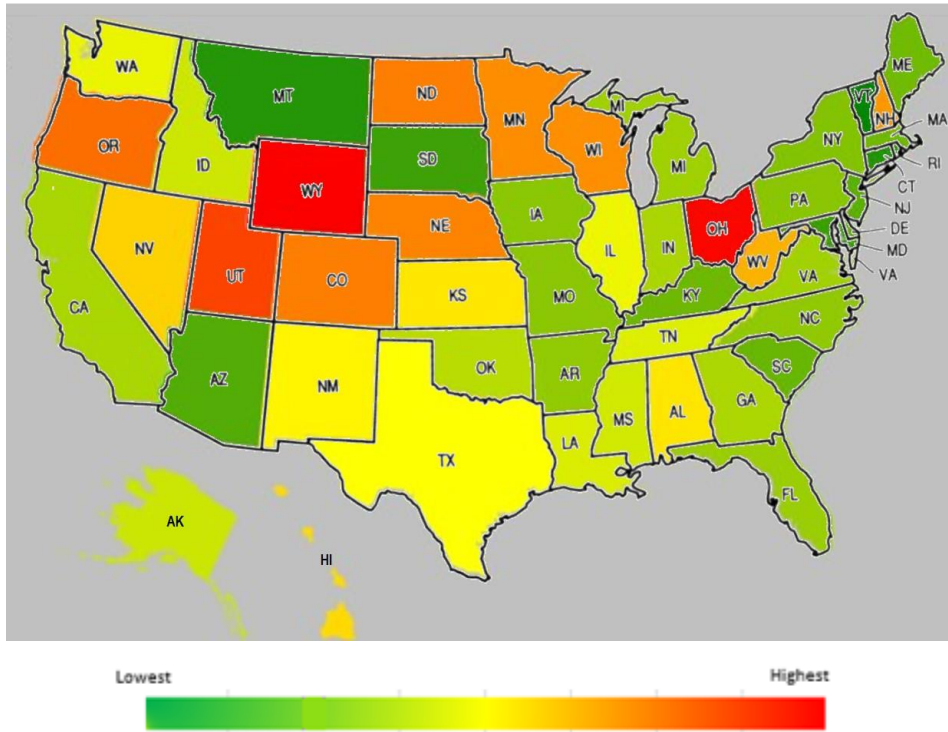 WA
MT
ND
MN
MI
ME
VT
NH
MA
NY
RI
CT
NJ
DE
MD
VA
OR
ID
SD
WI
MI
WY
NE
IA
PA
OH
NV
UT
CO
IL
IN
WV
VA
CA
KS
MO
KY
NC
TN
AZ
NM
OK
AR
SC
MS
AL
GA
LA
TX
FL
AK
HI
Lowest
Highest